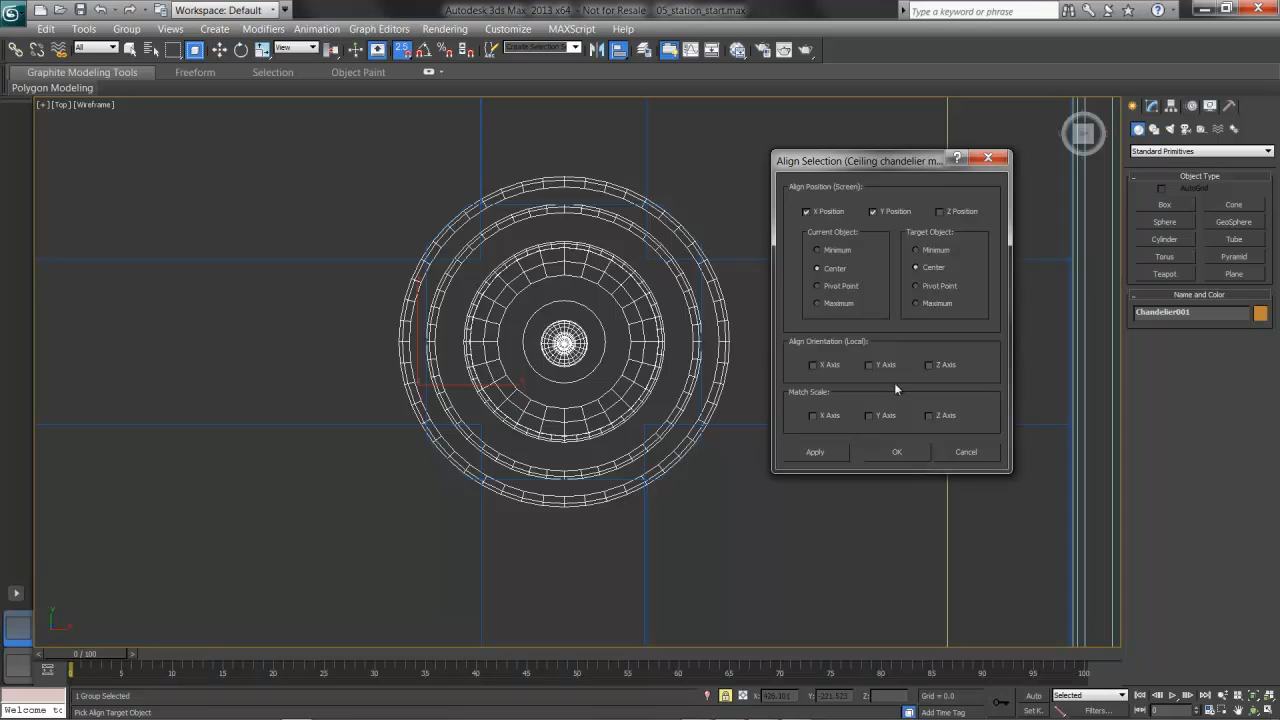 Workspace: Default
Autodesk 3ds Max 2013 x64 - Not for Resale 05_station_start.max
Type a keyword or phrase
Edit Tools Group Views Create Modifiers Animation Graph Editors Rendering Customize MAXScript Help
All
View
2.5
Create Selection S
Graphite Modeling Tools Freeform Selection Object Paint
Polygon Modeling
[+] [Top] [Wireframe]
Align Selection (Ceiling chandelier m...
Align Position (Screen):
X Position Y Position Z Position
Current Object: Target Object:
Minimum Minimum
Center Center
Pivot Point Pivot Point
Maximum Maximum
Align Orientation (Local):
X Axis Y Axis Z Axis
Match Scale:
X Axis Y Axis Z Axis
Apply OK Cancel
Standard Primitives
Object Type
AutoGrid
Box Cone
Sphere GeoSphere
Cylinder Tube
Torus Pyramid
Teapot Plane
Name and Color
Chandelier001
0 / 100
0 5 10 15 20 25 30 35 40 45 50 55 60 65 70 75 80 85 90 95 100
1 Group Selected
X: Y: -221.523 Z:
Grid = 0.0
Auto Selected
Welcome to
Pick Align Target Object
Add Time Tag
Set K. Filters... 0